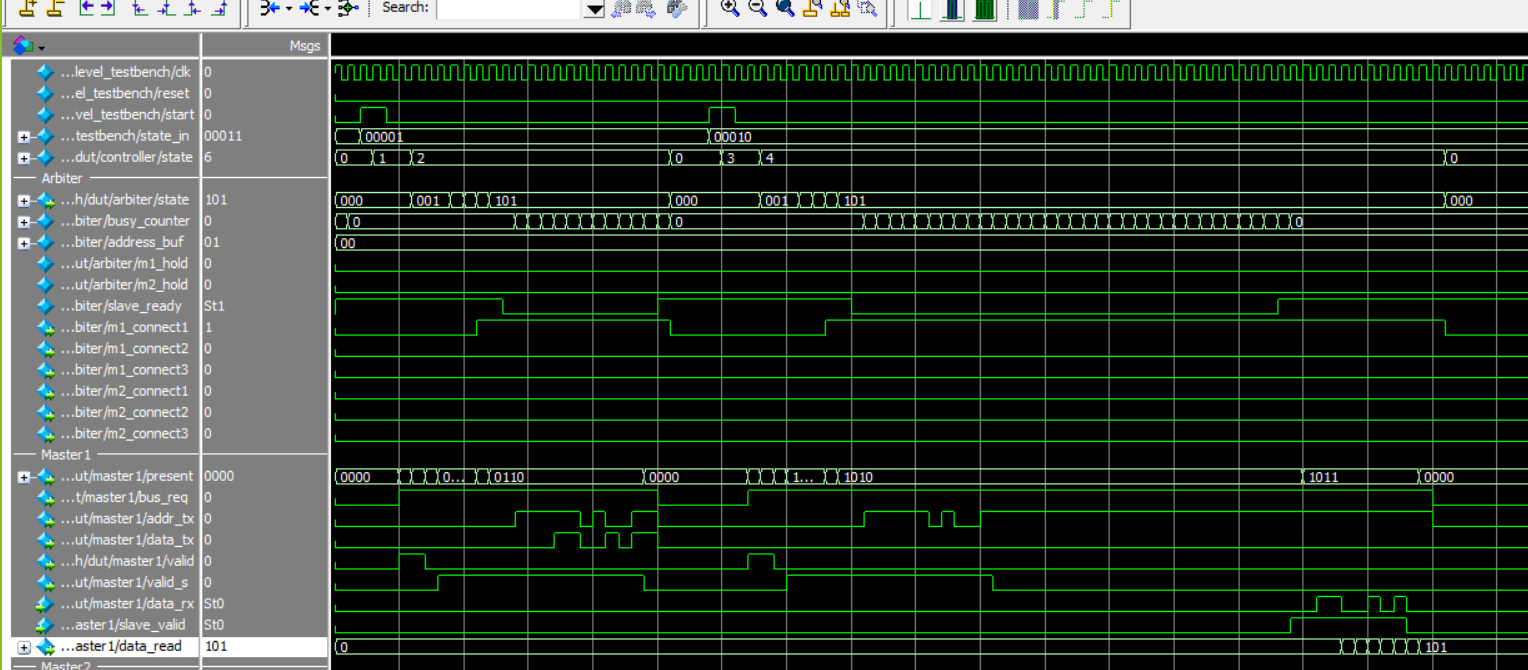 Search:
Msgs
...level_testbench/clk 0
...el_testbench/reset 0
...vel_testbench/start 0
...testbench/state_in 00011 00001 00010
...dut/controller/state 6 0 1 2 0 3 4 0
Arbiter
...h/dut/arbiter/state 101 000 001 101 000 001 101 000
...biter/busy_counter 0 0 0 0
...biter/address_buf 01 00
...ut/arbiter/m1_hold 0
...ut/arbiter/m2_hold 0
...biter/slave_ready St1
...biter/m1_connect1 1
...biter/m1_connect2 0
...biter/m1_connect3 0
...biter/m2_connect1 0
...biter/m2_connect2 0
...biter/m2_connect3 0
Master1
...ut/master1/present 0000 0000 0... 0110 0000 1... 1010 1011 0000
...t/master1/bus_req 0
...ut/master1/addr_tx 0
...ut/master1/data_tx 0
...h/dut/master1/valid 0
...ut/master1/valid_s 0
...ut/master1/data_rx St0
...aster1/slave_valid St0
...aster1/data_read 101 0 101
Master2